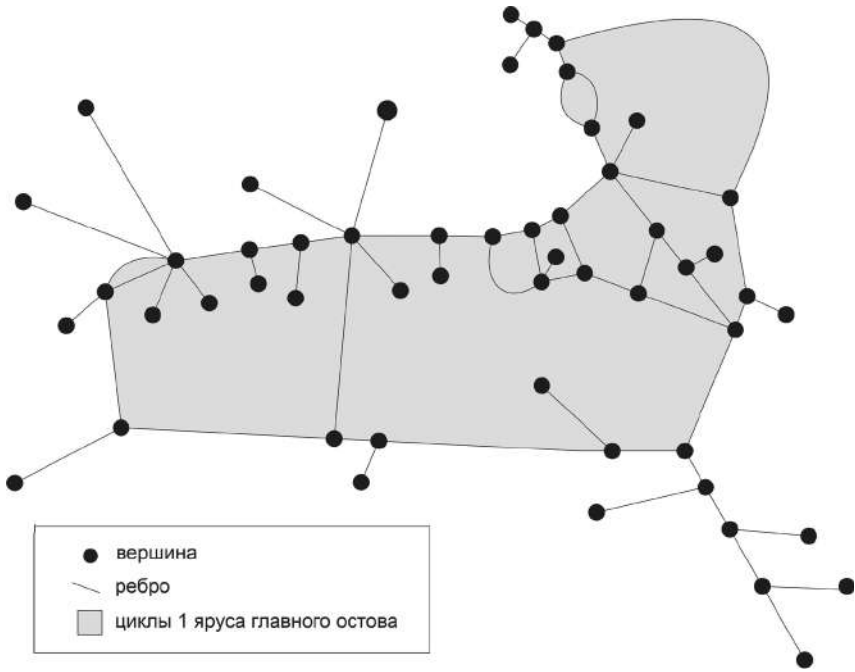 вершина
ребро
циклы 1 яруса главного остова